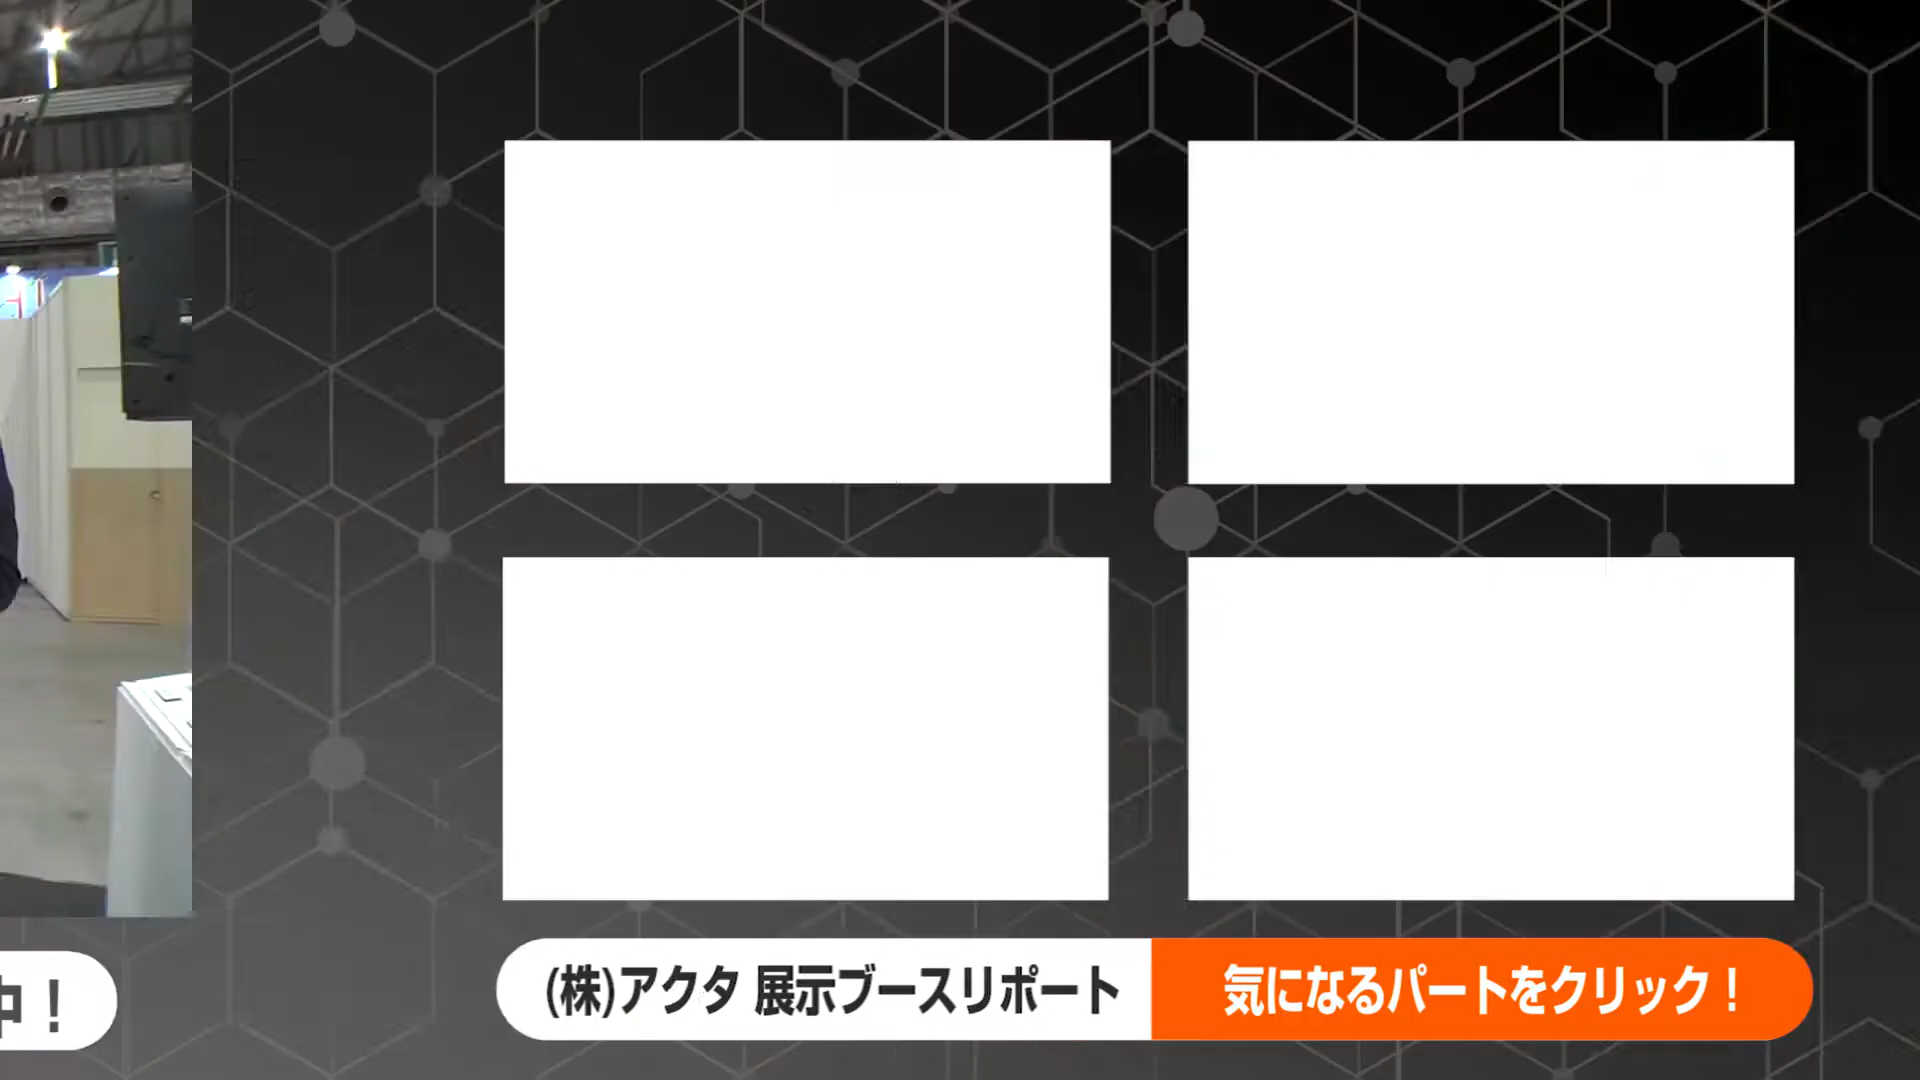 中！
(株)アクタ 展示ブースリポート
気になるパートをクリック！